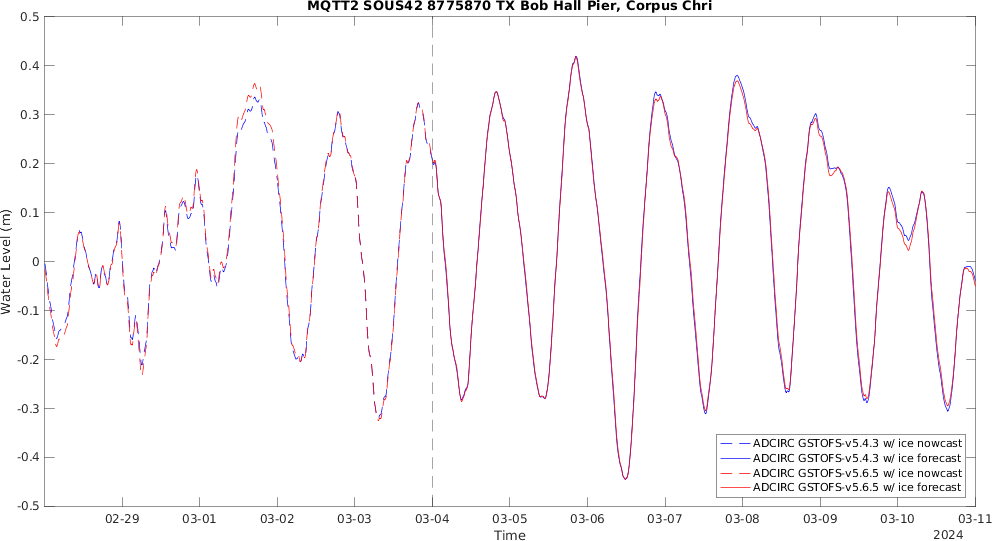 MQTT2 SOUS42 8775870 TX Bob Hall Pier, Corpus Chri
0.5
0.4
0.3
0.2
0.1
0
-0.1
-0.2
-0.3
-0.4
-0.5
Water Level (m)
ADCIRC GSTOFS-v5.4.3 w/ ice nowcast
ADCIRC GSTOFS-v5.4.3 w/ ice forecast
ADCIRC GSTOFS-v5.6.5 w/ ice nowcast
ADCIRC GSTOFS-v5.6.5 w/ ice forecast
02-29 03-01 03-02 03-03 03-04 03-05 03-06 03-07 03-08 03-09 03-10 03-11
Time
2024